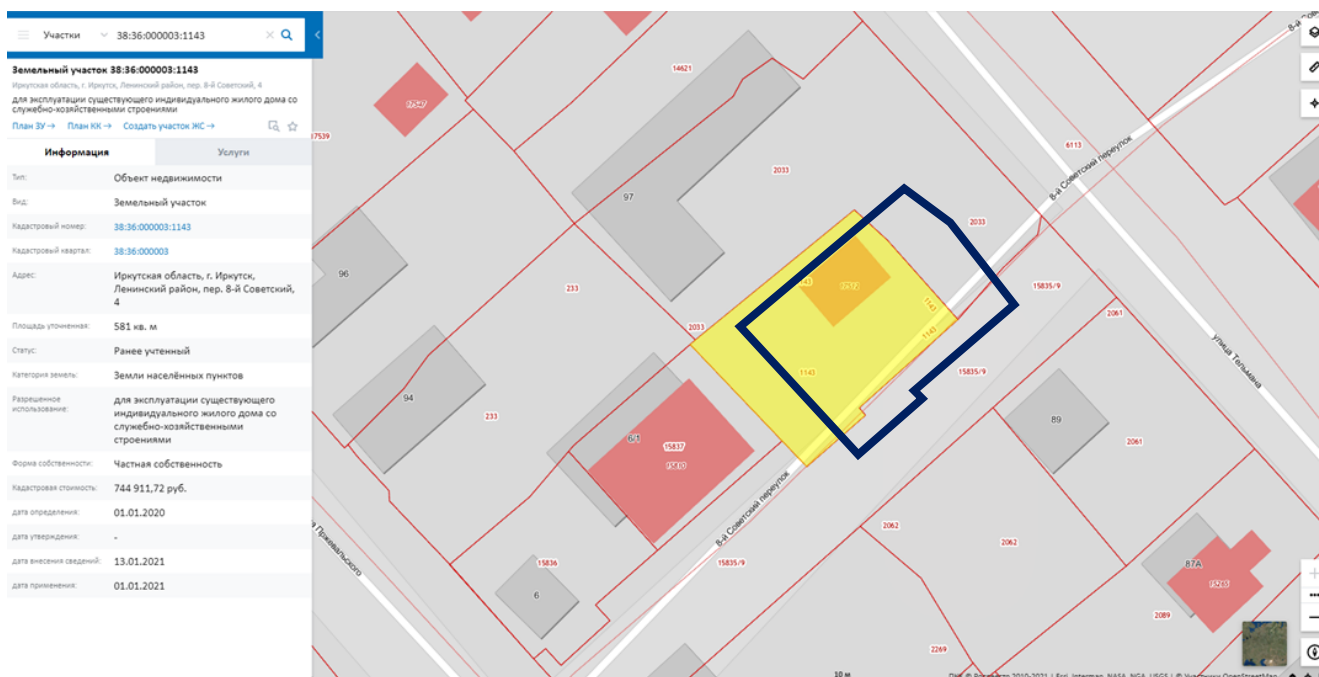 Участки
38:36:000003:1143
Земельный участок 38:36:000003:1143
Иркутская область, г. Иркутск, Ленинский район, пер. 8-й Советский, 4
для эксплуатации существующего индивидуального жилого дома со
служебно-хозяйственными строениями
План ЗУ → План КК → Создать участок ЖС →
Информация Услуги
Тип: Объект недвижимости
Вид: Земельный участок
Кадастровый номер: 38:36:000003:1143
Кадастровый квартал: 38:36:000003
Адрес: Иркутская область, г. Иркутск,
Ленинский район, пер. 8-й Советский,
4
Площадь уточненная: 581 кв. м
Статус: Ранее учтенный
Категория земель: Земли населённых пунктов
Разрешенное использование: для эксплуатации существующего
индивидуального жилого дома со
служебно-хозяйственными
строениями
Форма собственности: Частная собственность
Кадастровая стоимость: 744 911,72 руб.
дата определения: 01.01.2020
дата утверждения: -
дата внесения сведений: 13.01.2021
дата применения: 01.01.2021
14621
17547
17539
6113
8-й Советский переулок
2033
97
2033
96
233
15835/9
2061
17512
1143
1143
2033
1143
улица Тельмана
94
15835/9
89
233
6/1
15837
15810
2061
8-й Советский переулок
2062
2062
Пржевальского
15836
15835/9
87А
15265
6
2089
2269
10 м